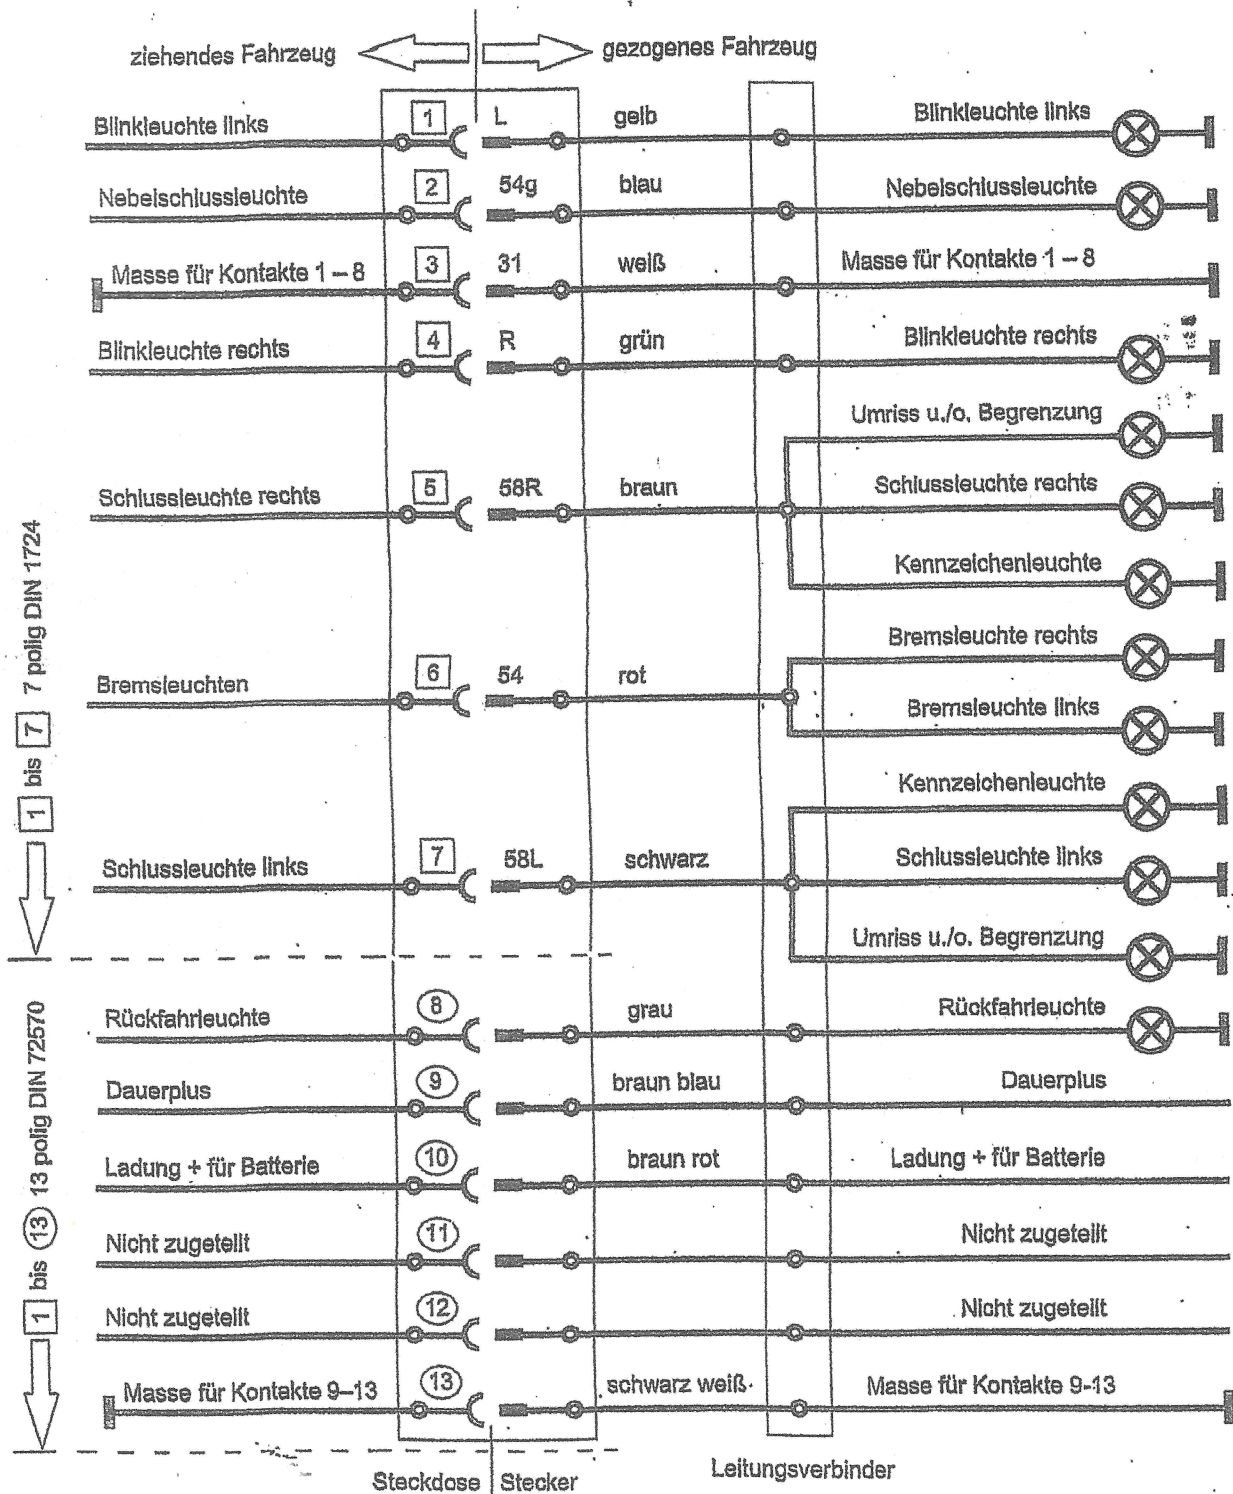 ziehendes Fahrzeug
gezogenes Fahrzeug
Blinkleuchte links 1 L gelb Blinkleuchte links
Nebelschlussleuchte 2 54g blau Nebelschlussleuchte
Masse für Kontakte 1 – 8 3 31 weiß Masse für Kontakte 1 – 8
Blinkleuchte rechts 4 R grün Blinkleuchte rechts
Umriss u./o. Begrenzung
Schlussleuchte rechts 5 58R braun Schlussleuchte rechts
Kennzeichenleuchte
Bremsleuchte rechts
Bremsleuchten 6 54 rot
Bremsleuchte links
Kennzeichenleuchte
Schlussleuchte links 7 58L schwarz Schlussleuchte links
Umriss u./o. Begrenzung
1 bis 7 7 polig DIN 1724
Rückfahrleuchte 8 grau Rückfahrleuchte
Dauerplus 9 braun blau Dauerplus
Ladung + für Batterie 10 braun rot Ladung + für Batterie
Nicht zugeteilt 11 Nicht zugeteilt
Nicht zugeteilt 12 Nicht zugeteilt
Masse für Kontakte 9–13 13 schwarz weiß Masse für Kontakte 9-13
1 bis 13 13 polig DIN 72570
Steckdose Stecker
Leitungsverbinder